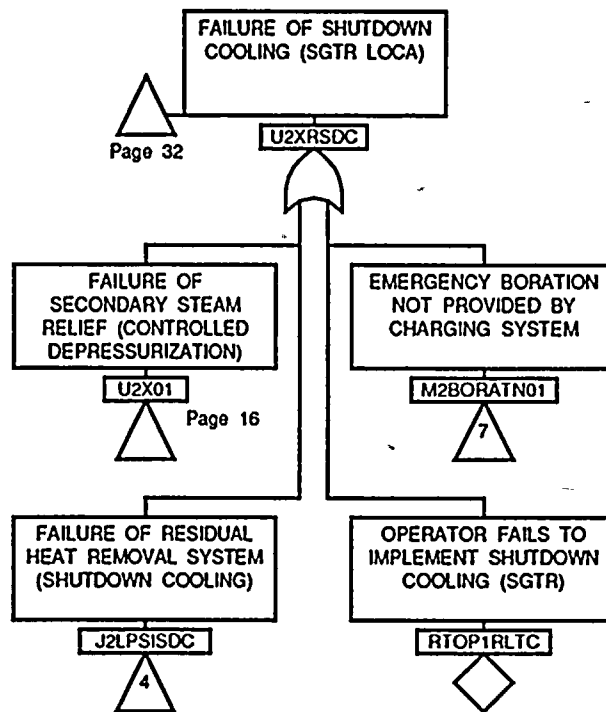 FAILURE OF SHUTDOWN
COOLING (SGTR LOCA)
Page 32
U2XRSDC
FAILURE OF
SECONDARY STEAM
RELIEF (CONTROLLED
DEPRESSURIZATION)
U2X01
Page 16
EMERGENCY BORATION
NOT PROVIDED BY
CHARGING SYSTEM
M2BORATN01
7
FAILURE OF RESIDUAL
HEAT REMOVAL SYSTEM
(SHUTDOWN COOLING)
J2LPSISDC
4
OPERATOR FAILS TO
IMPLEMENT SHUTDOWN
COOLING (SGTR)
RTOP1RLTC